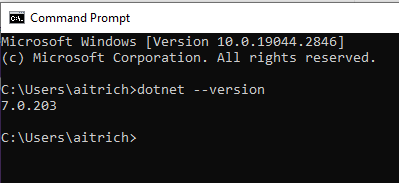 Command Prompt
Microsoft Windows [Version 10.0.19044.2846]
(c) Microsoft Corporation. All rights reserved.
C:\Users\aitrich>dotnet --version
7.0.203
C:\Users\aitrich>